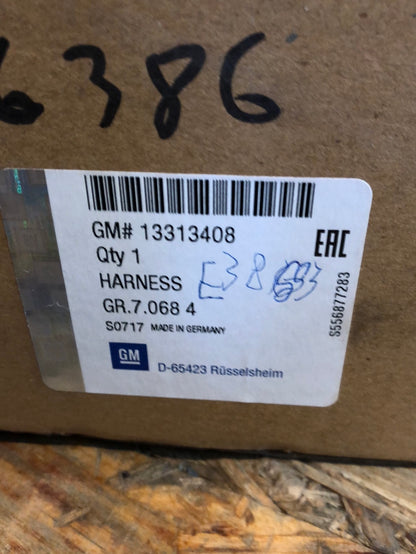 6386
GM# 13313408
Qty 1
HARNESS
E38
GR.7.068 4
S0717 MADE IN GERMANY
GM
D-65423 Rüsselsheim
EAC
S556877283